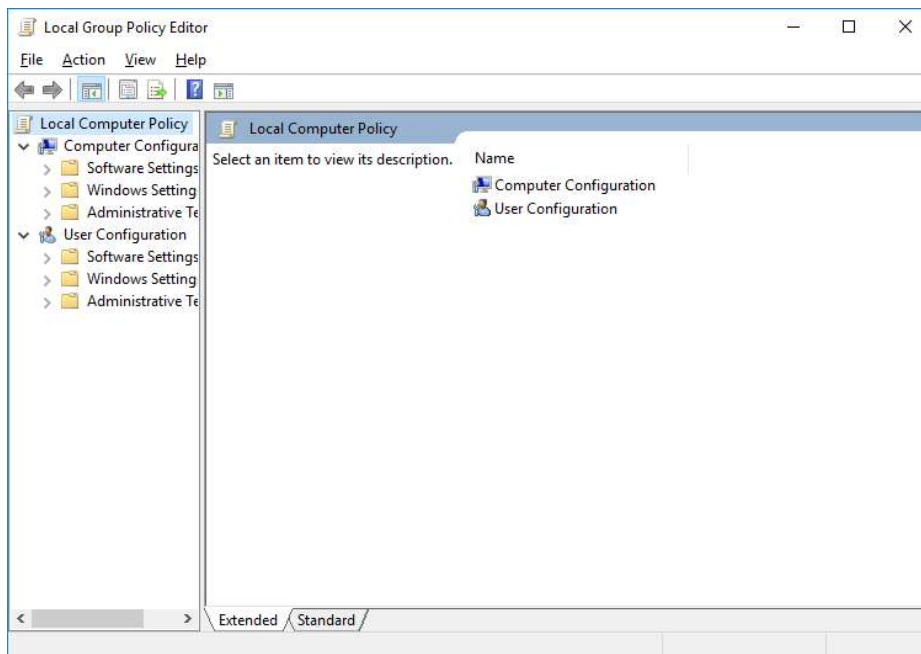 Local Group Policy Editor
File Action View Help
Local Computer Policy
Computer Configura
Software Settings
Windows Setting
Administrative Te
User Configuration
Software Settings
Windows Setting
Administrative Te
Local Computer Policy
Select an item to view its description.
Name
Computer Configuration
User Configuration
Extended Standard